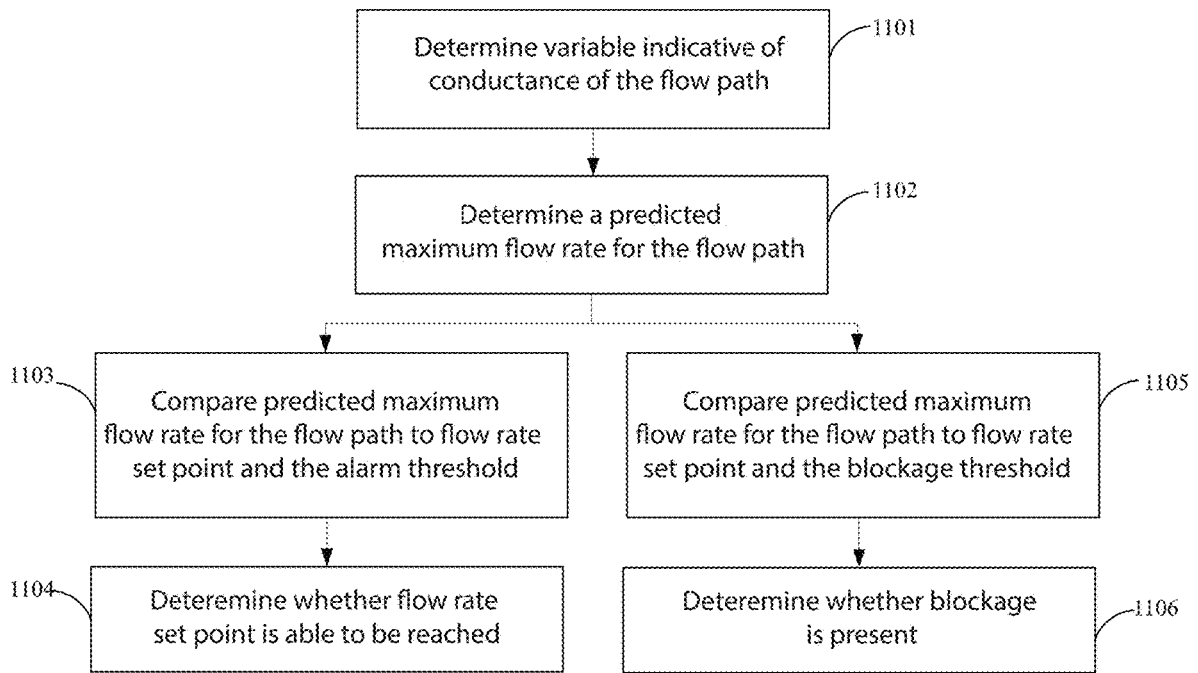 Determine variable indicative of
conductance of the flow path
1101
Determine a predicted
maximum flow rate for the flow path
1102
1103
Compare predicted maximum
flow rate for the flow path to flow rate
set point and the alarm threshold
Compare predicted maximum
flow rate for the flow path to flow rate
set point and the blockage threshold
1105
1104
Deteremine whether flow rate
set point is able to be reached
Deteremine whether blockage
is present
1106